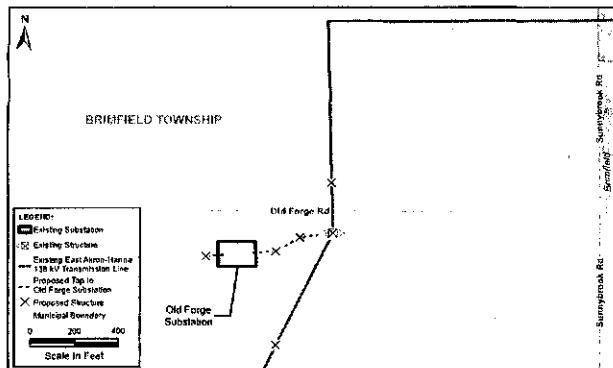 N
BRIMFIELD TOWNSHIP
Sunnybrook Rd
Brimfield
Old Forge Rd
LEGEND:
Existing Substation
Existing Structure
Existing East Akron-Hanna
138 kV Transmission Line
Proposed Tap to
Old Forge Substation
Proposed Structure
Municipal Boundary
0 200 400
Scale in Feet
Old Forge
Substation
Sunnybrook Rd